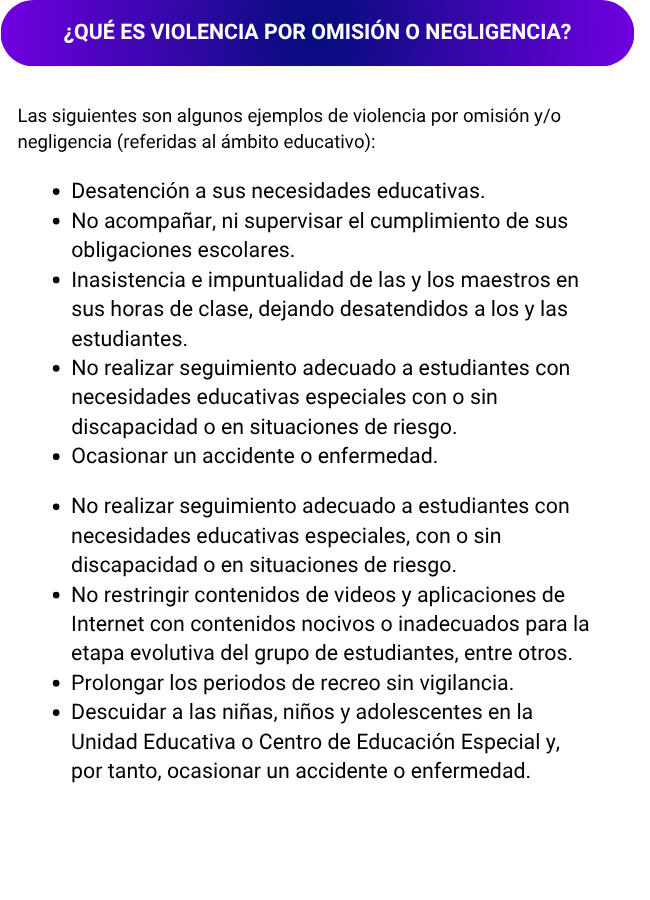 ¿QUÉ ES VIOLENCIA POR OMISIÓN O NEGLIGENCIA?
Las siguientes son algunos ejemplos de violencia por omisión y/o
negligencia (referidas al ámbito educativo):
• Desatención a sus necesidades educativas.
• No acompañar, ni supervisar el cumplimiento de sus
obligaciones escolares.
• Inasistencia e impuntualidad de las y los maestros en
sus horas de clase, dejando desatendidos a los y las
estudiantes.
• No realizar seguimiento adecuado a estudiantes con
necesidades educativas especiales con o sin
discapacidad o en situaciones de riesgo.
• Ocasionar un accidente o enfermedad.
• No realizar seguimiento adecuado a estudiantes con
necesidades educativas especiales, con o sin
discapacidad o en situaciones de riesgo.
• No restringir contenidos de videos y aplicaciones de
Internet con contenidos nocivos o inadecuados para la
etapa evolutiva del grupo de estudiantes, entre otros.
• Prolongar los periodos de recreo sin vigilancia.
• Descuidar a las niñas, niños y adolescentes en la
Unidad Educativa o Centro de Educación Especial y,
por tanto, ocasionar un accidente o enfermedad.